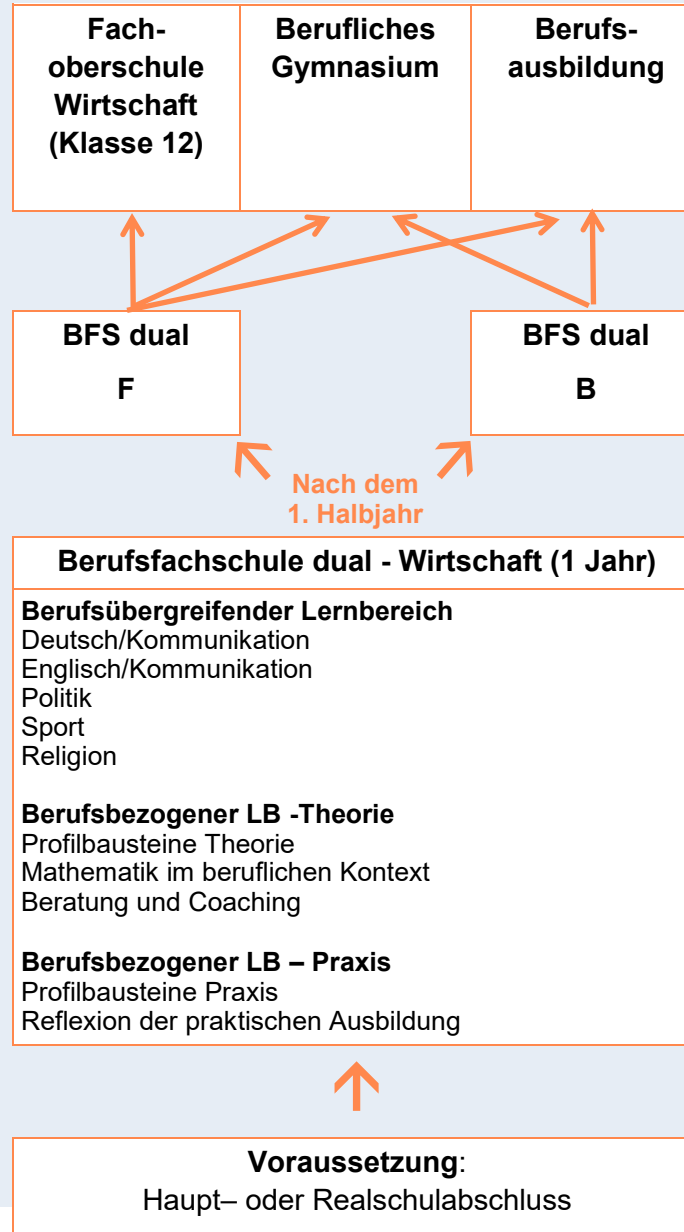 Fach-
oberschule
Wirtschaft
(Klasse 12)
Berufliches
Gymnasium
Berufs-
ausbildung
BFS dual
F
BFS dual
B
Nach dem
1. Halbjahr
Berufsfachschule dual - Wirtschaft (1 Jahr)
Berufsübergreifender Lernbereich
Deutsch/Kommunikation
Englisch/Kommunikation
Politik
Sport
Religion
Berufsbezogener LB -Theorie
Profilbausteine Theorie
Mathematik im beruflichen Kontext
Beratung und Coaching
Berufsbezogener LB – Praxis
Profilbausteine Praxis
Reflexion der praktischen Ausbildung
Voraussetzung:
Haupt– oder Realschulabschluss